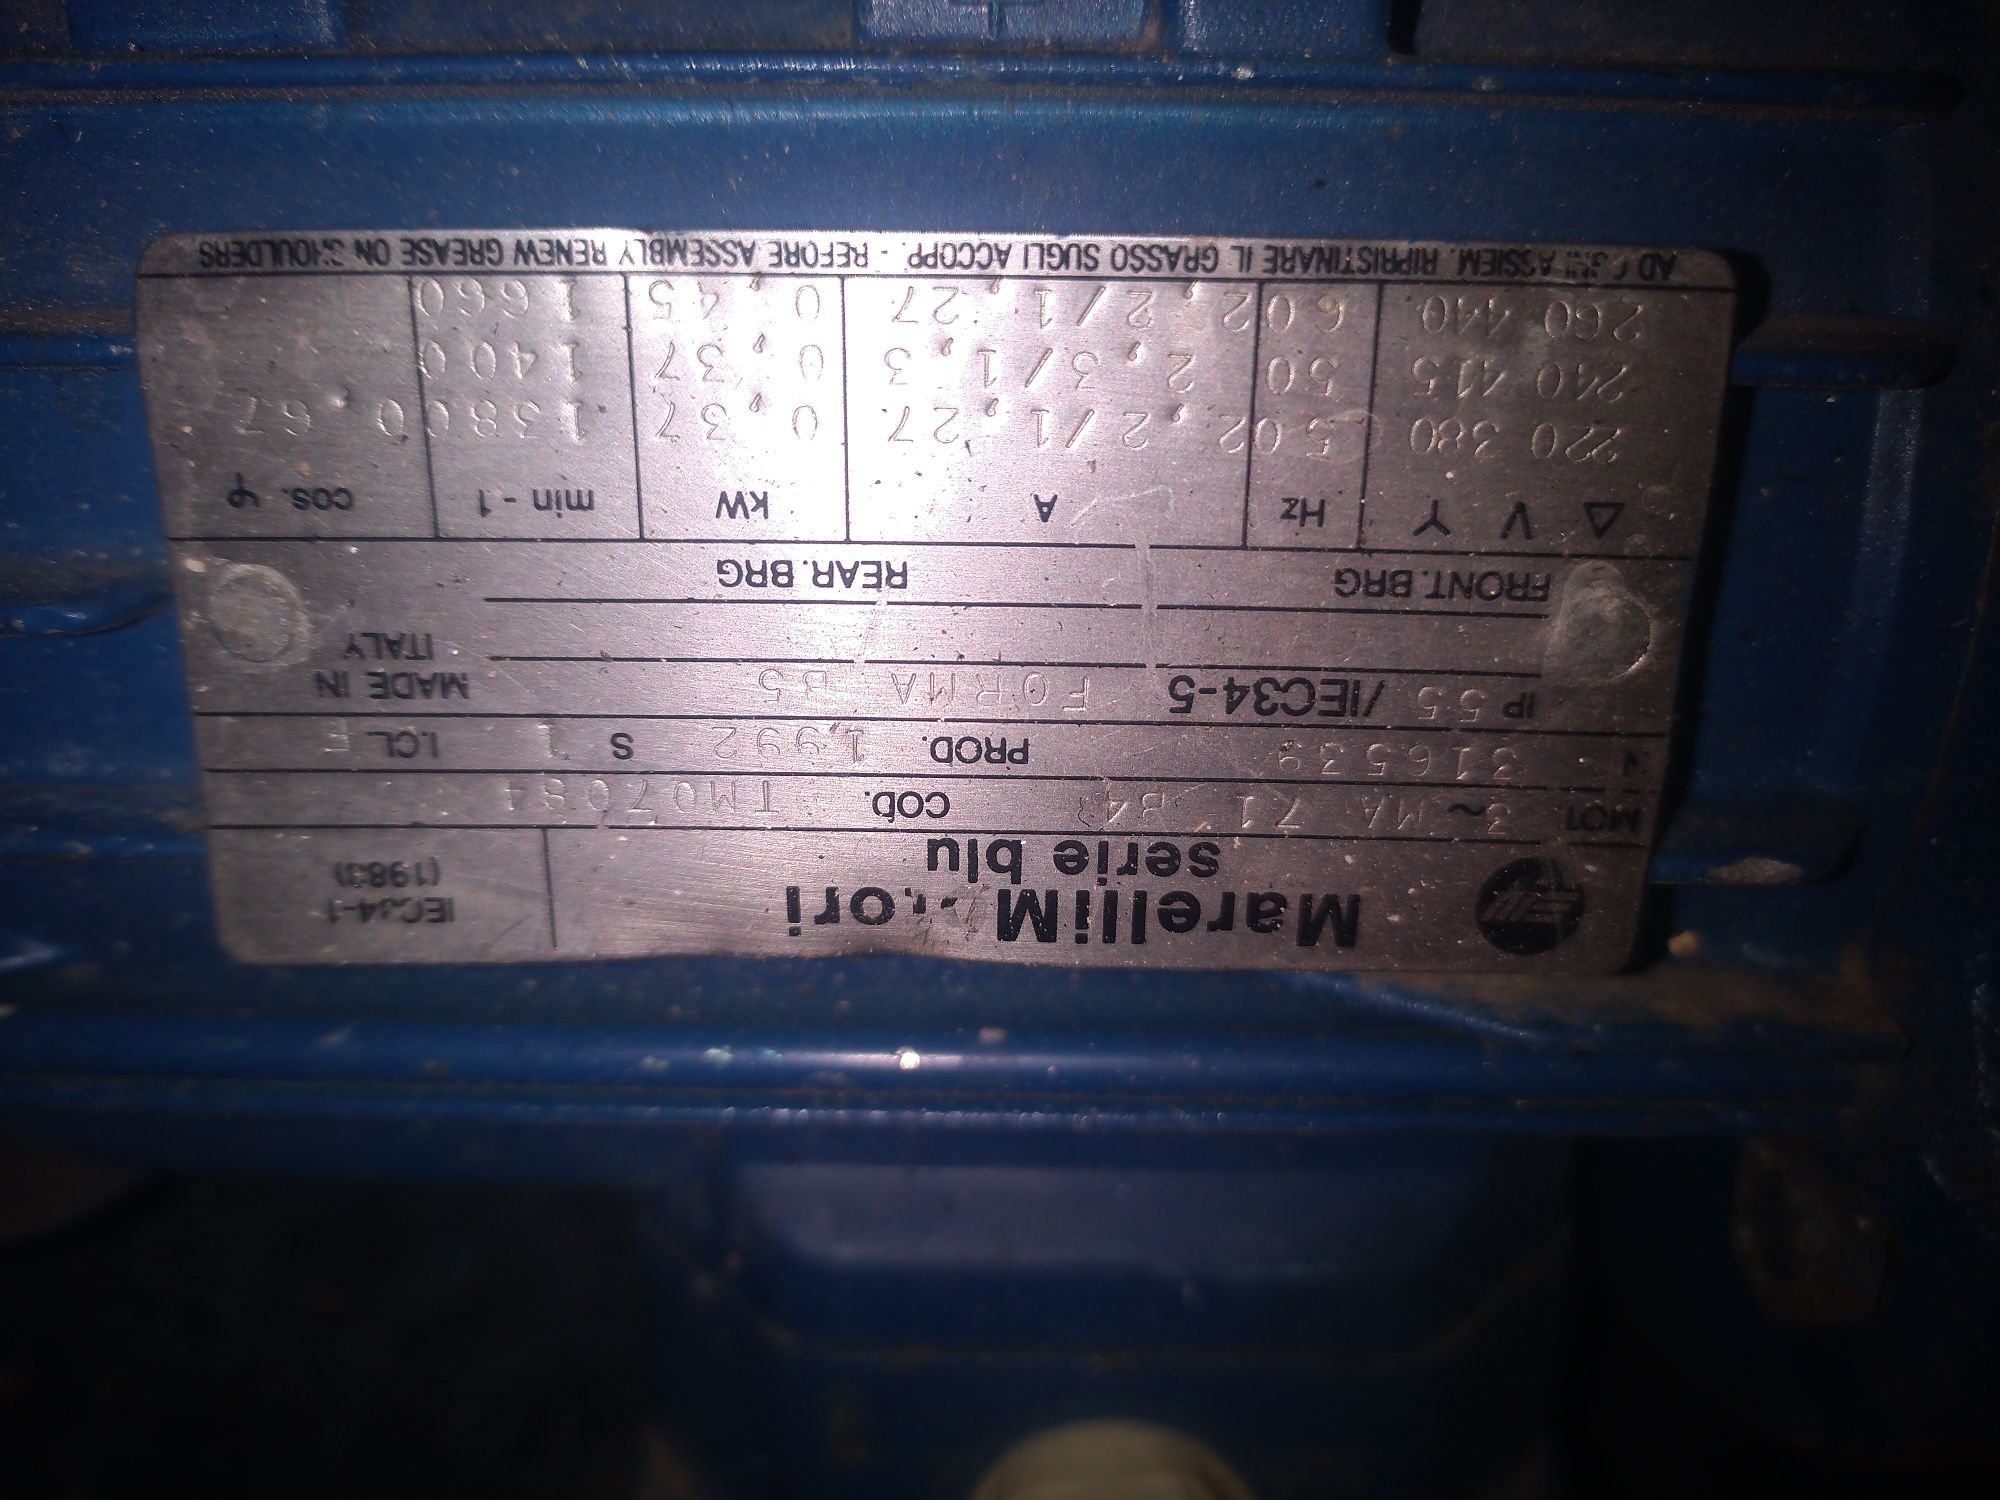 MarelliM ori
serie blu
IEC34-1
(1983)
MOT. 3~ MA 71 B4 COD. TM07084
316539 PROD. 1992 S 1 I.CL F
IP 55 /IEC34-5 FORMA B5 MADE IN
ITALY
FRONT.BRG REAR.BRG
Δ V Y Hz A kW min - 1 cos. φ
220 380 50 2,2/1,27 0,37 1380 0,67
240 415 50 2,3/1,3 0,37 1400
260 440 60 2,2/1,27 0,45 1660
AD ASSIEM. RIPRISTINARE IL GRASSO SUGLI ACCOPP. - BEFORE ASSEMBLY RENEW GREASE ON SHOULDERS